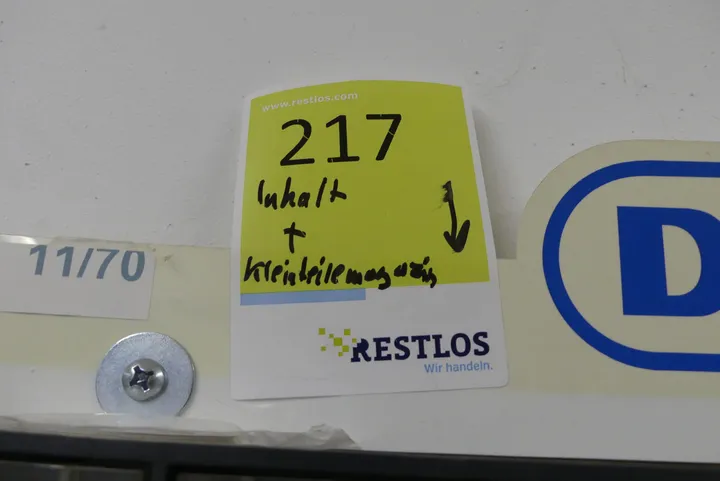 www.restlos.com
217
Inhalt
+
Kleinteilemagazin
RESTLOS
Wir handeln.
11/70
D